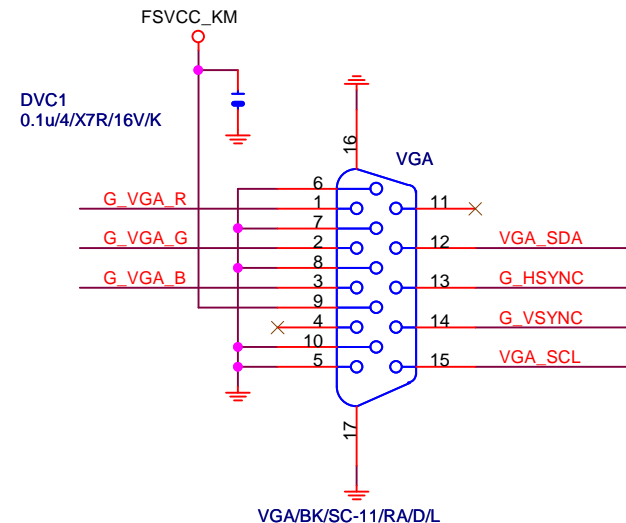 FSVCC_KM
DVC1
0.1u/4/X7R/16V/K
16
VGA
6
G_VGA_R
1
11
7
G_VGA_G
2
12
VGA_SDA
8
G_VGA_B
3
13
G_HSYNC
9
4
14
G_VSYNC
10
5
15
VGA_SCL
17
VGA/BK/SC-11/RA/D/L